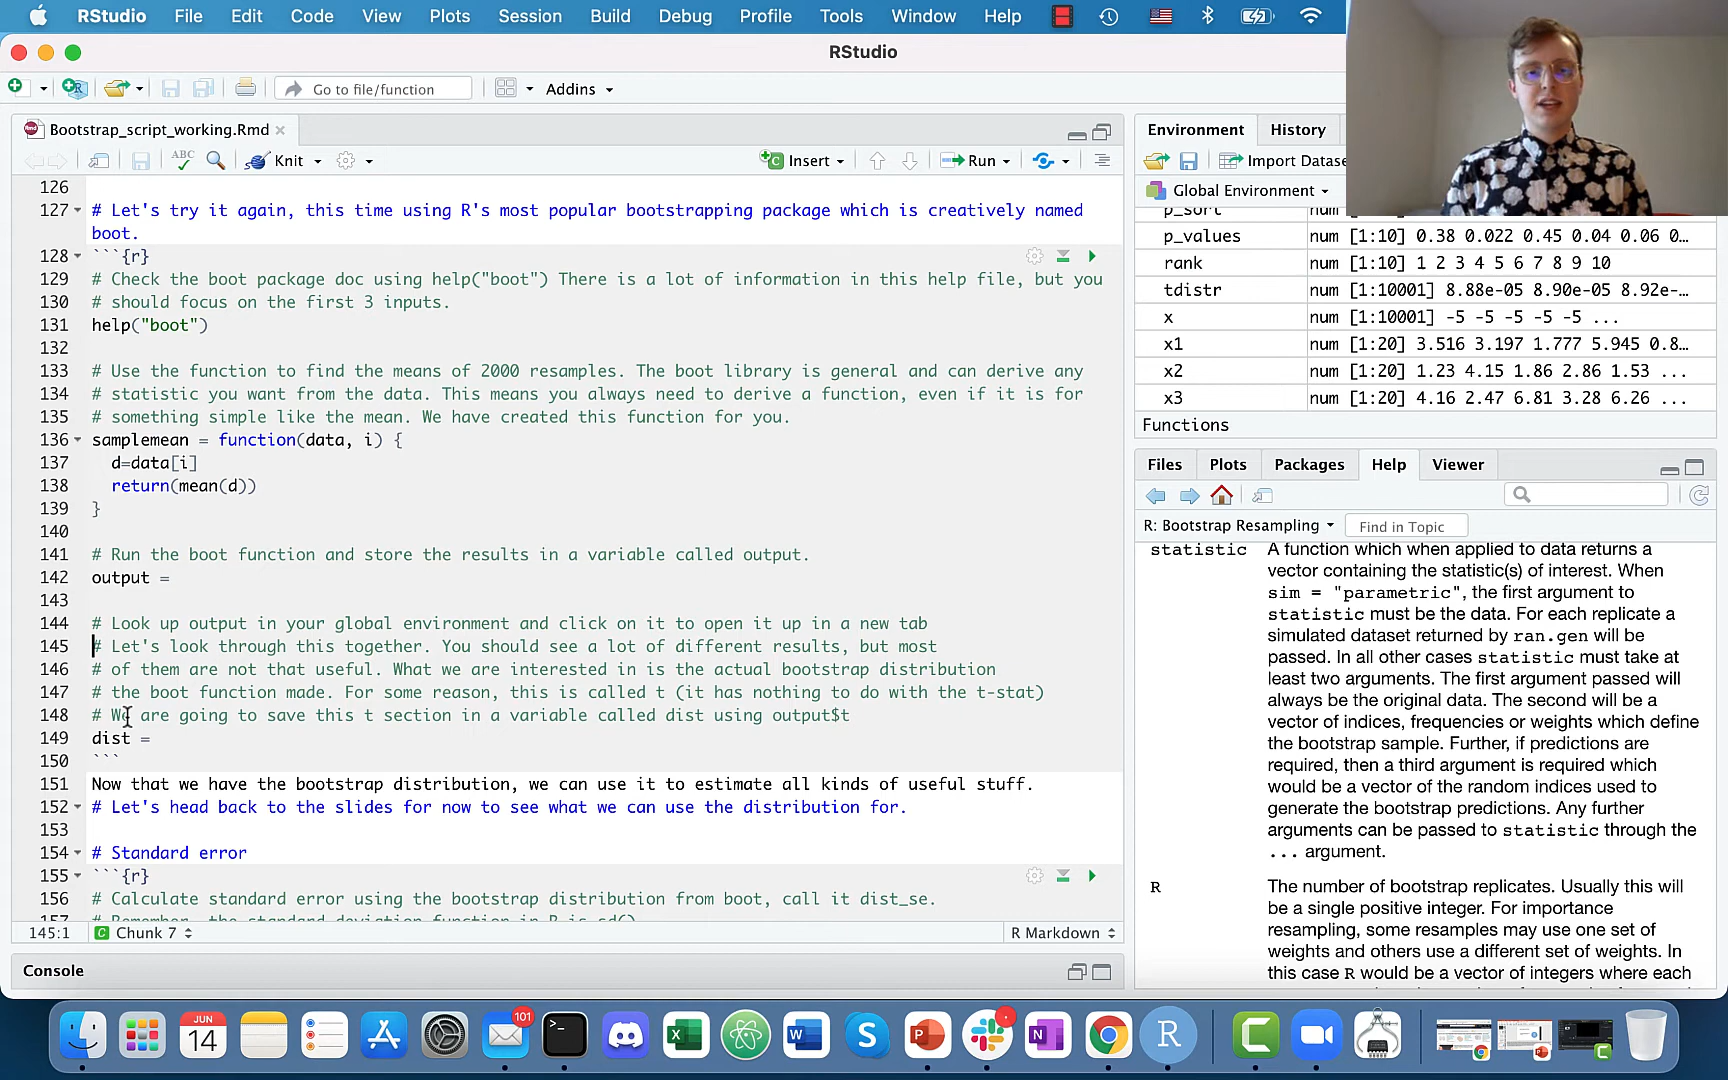 RStudio File Edit Code View Plots Session Build Debug Profile Tools Window Help
RStudio
Go to file/function
Addins
Bootstrap_script_working.Rmd
ABC
Knit
Insert
Run
126
127 # Let's try it again, this time using R's most popular bootstrapping package which is creatively named
boot.
128 ```{r}
129 # Check the boot package doc using help("boot") There is a lot of information in this help file, but you
130 # should focus on the first 3 inputs.
131 help("boot")
132
133 # Use the function to find the means of 2000 resamples. The boot library is general and can derive any
134 # statistic you want from the data. This means you always need to derive a function, even if it is for
135 # something simple like the mean. We have created this function for you.
136 samplemean = function(data, i) {
137 d=data[i]
138 return(mean(d))
139 }
140
141 # Run the boot function and store the results in a variable called output.
142 output =
143
144 # Look up output in your global environment and click on it to open it up in a new tab
145 # Let's look through this together. You should see a lot of different results, but most
146 # of them are not that useful. What we are interested in is the actual bootstrap distribution
147 # the boot function made. For some reason, this is called t (it has nothing to do with the t-stat)
148 # We are going to save this t section in a variable called dist using output$t
149 dist =
150 ```
151 Now that we have the bootstrap distribution, we can use it to estimate all kinds of useful stuff.
152 # Let's head back to the slides for now to see what we can use the distribution for.
153
154 # Standard error
155 ```{r}
156 # Calculate standard error using the bootstrap distribution from boot, call it dist_se.
157 # Remember, the standard deviation function in R is sd()
145:1 Chunk 7 R Markdown
Console
Environment History
Import Datase
Global Environment
p_sort num [1:10]
p_values num [1:10] 0.38 0.022 0.45 0.04 0.06 0…
rank num [1:10] 1 2 3 4 5 6 7 8 9 10
tdistr num [1:10001] 8.88e-05 8.90e-05 8.92e-…
x num [1:10001] -5 -5 -5 -5 -5 ...
x1 num [1:20] 3.516 3.197 1.777 5.945 0.8…
x2 num [1:20] 1.23 4.15 1.86 2.86 1.53 ...
x3 num [1:20] 4.16 2.47 6.81 3.28 6.26 ...
Functions
Files Plots Packages Help Viewer
R: Bootstrap Resampling Find in Topic
statistic A function which when applied to data returns a
vector containing the statistic(s) of interest. When
sim = "parametric", the first argument to
statistic must be the data. For each replicate a
simulated dataset returned by ran.gen will be
passed. In all other cases statistic must take at
least two arguments. The first argument passed will
always be the original data. The second will be a
vector of indices, frequencies or weights which define
the bootstrap sample. Further, if predictions are
required, then a third argument is required which
would be a vector of the random indices used to
generate the bootstrap predictions. Any further
arguments can be passed to statistic through the
... argument.
R The number of bootstrap replicates. Usually this will
be a single positive integer. For importance
resampling, some resamples may use one set of
weights and others use a different set of weights. In
this case R would be a vector of integers where each
JUN
14
101